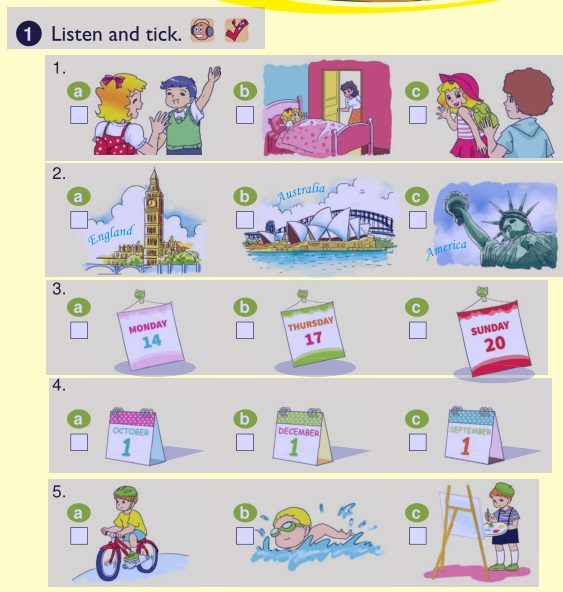 1 Listen and tick.
1.
a b c
2.
a b c
England Australia America
3.
a b c
MONDAY 14
THURSDAY 17
SUNDAY 20
4.
a b c
OCTOBER 1
DECEMBER 1
SEPTEMBER 1
5.
a b c